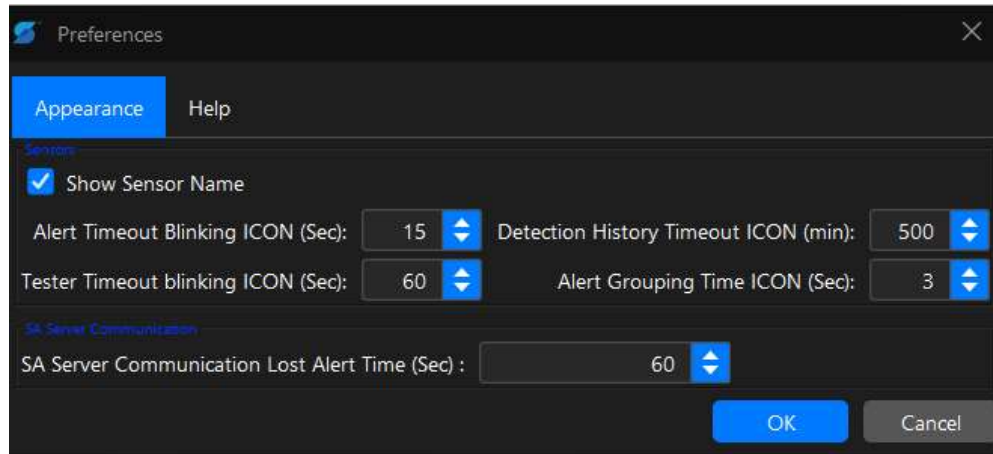 Preferences
Appearance Help
Sensors
Show Sensor Name
Alert Timeout Blinking ICON (Sec): 15 Detection History Timeout ICON (min): 500
Tester Timeout blinking ICON (Sec): 60 Alert Grouping Time ICON (Sec): 3
SA Server Communication
SA Server Communication Lost Alert Time (Sec) : 60
OK Cancel